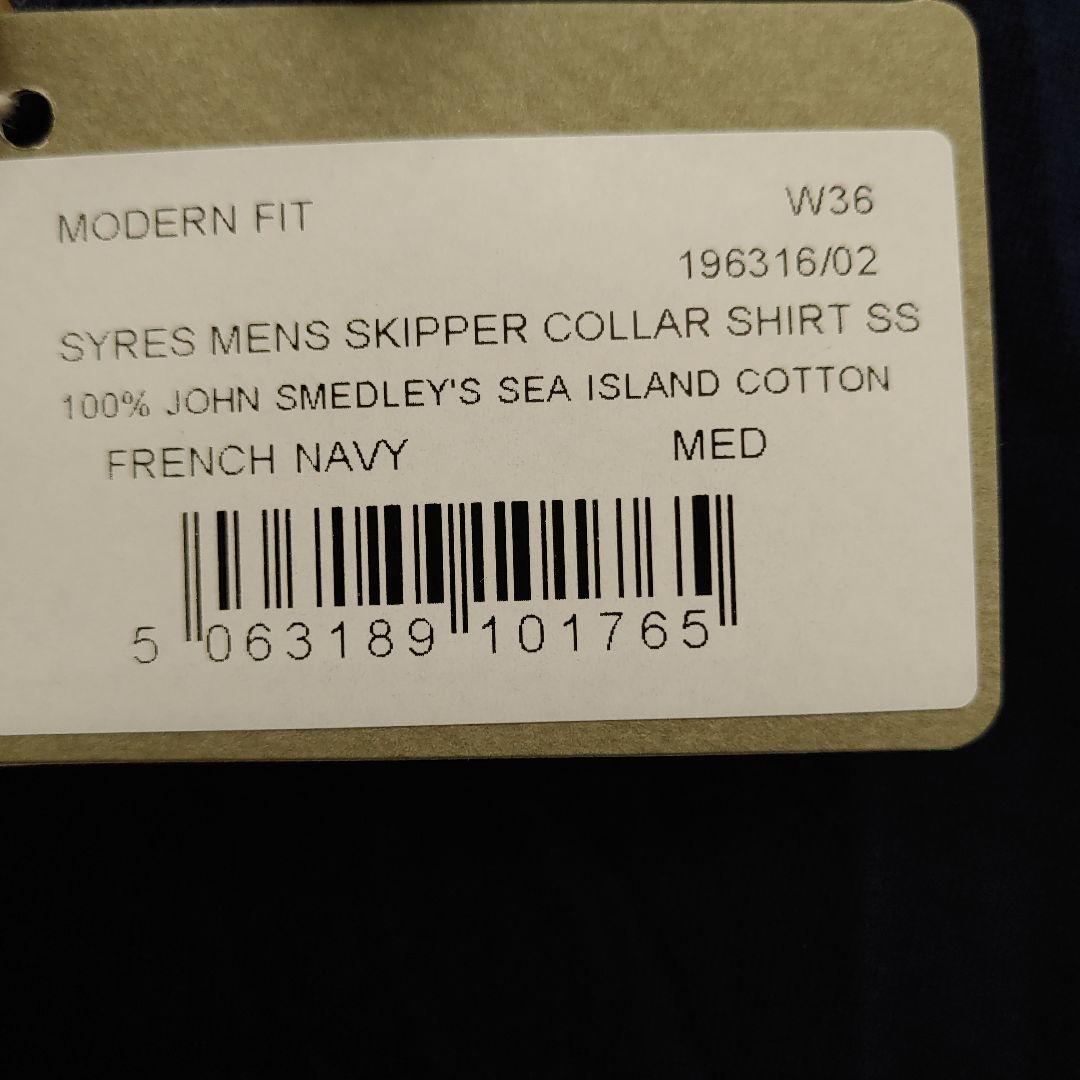 MODERN FIT W36
196316/02
SYRES MENS SKIPPER COLLAR SHIRT SS
100% JOHN SMEDLEY'S SEA ISLAND COTTON
FRENCH NAVY MED
5 063189 101765